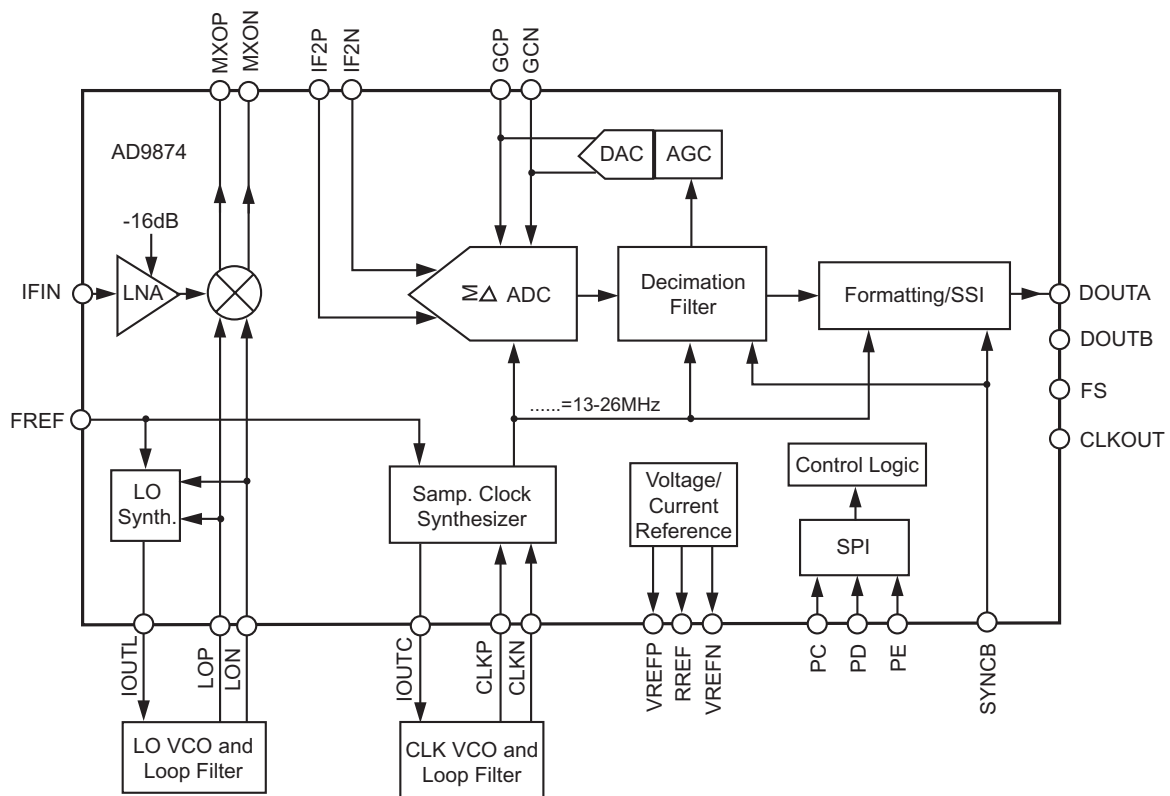 MXOP
MXON
IF2P
IF2N
GCP
GCN
AD9874
DAC
AGC
-16dB
IFIN
LNA
M△ ADC
Decimation
Filter
Formatting/SSI
DOUTA
DOUTB
FS
CLKOUT
FREF
......=13-26MHz
LO
Synth.
Samp. Clock
Synthesizer
Voltage/
Current
Reference
Control Logic
SPI
IOUTL
LOP
LON
IOUTC
CLKP
CLKN
VREFP
RREF
VREFN
PC
PD
PE
SYNCB
LO VCO and
Loop Filter
CLK VCO and
Loop Filter